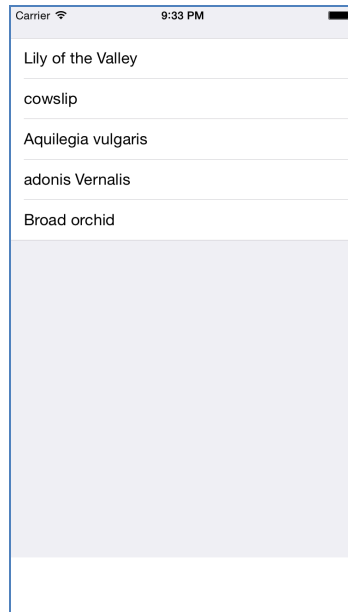 Carrier 9:33 PM
Lily of the Valley
cowslip
Aquilegia vulgaris
adonis Vernalis
Broad orchid